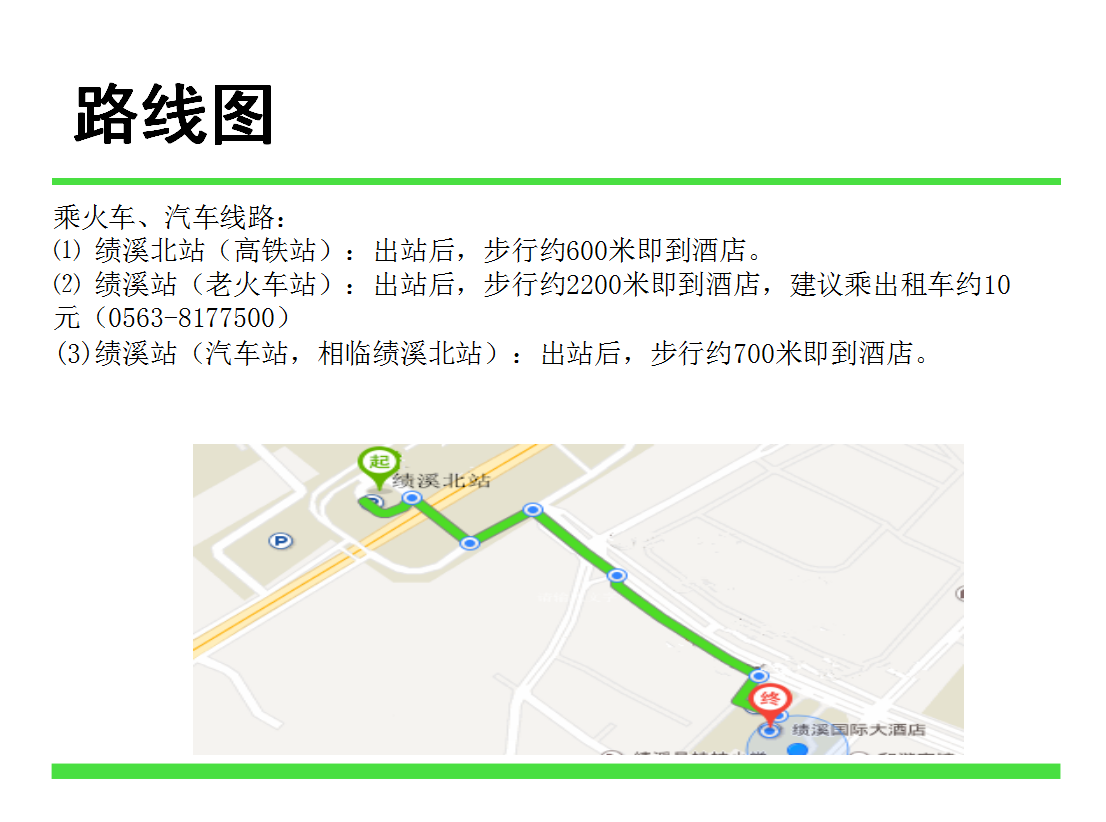 路线图
乘火车、汽车线路：
⑴ 绩溪北站（高铁站）：出站后，步行约600米即到酒店。
⑵ 绩溪站（老火车站）：出站后，步行约2200米即到酒店，建议乘出租车约10
元（0563-8177500）
(3)绩溪站（汽车站，相临绩溪北站）：出站后，步行约700米即到酒店。
起
绩溪北站
P
终
绩溪国际大酒店